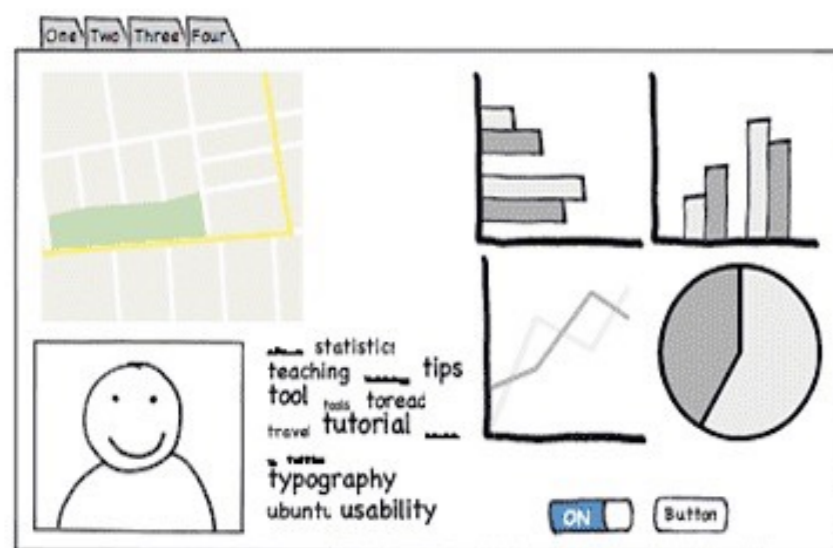 One Two Three Four
statistics
teaching tips
tool tools toread
travel tutorial
typography
ubuntu usability
ON Button